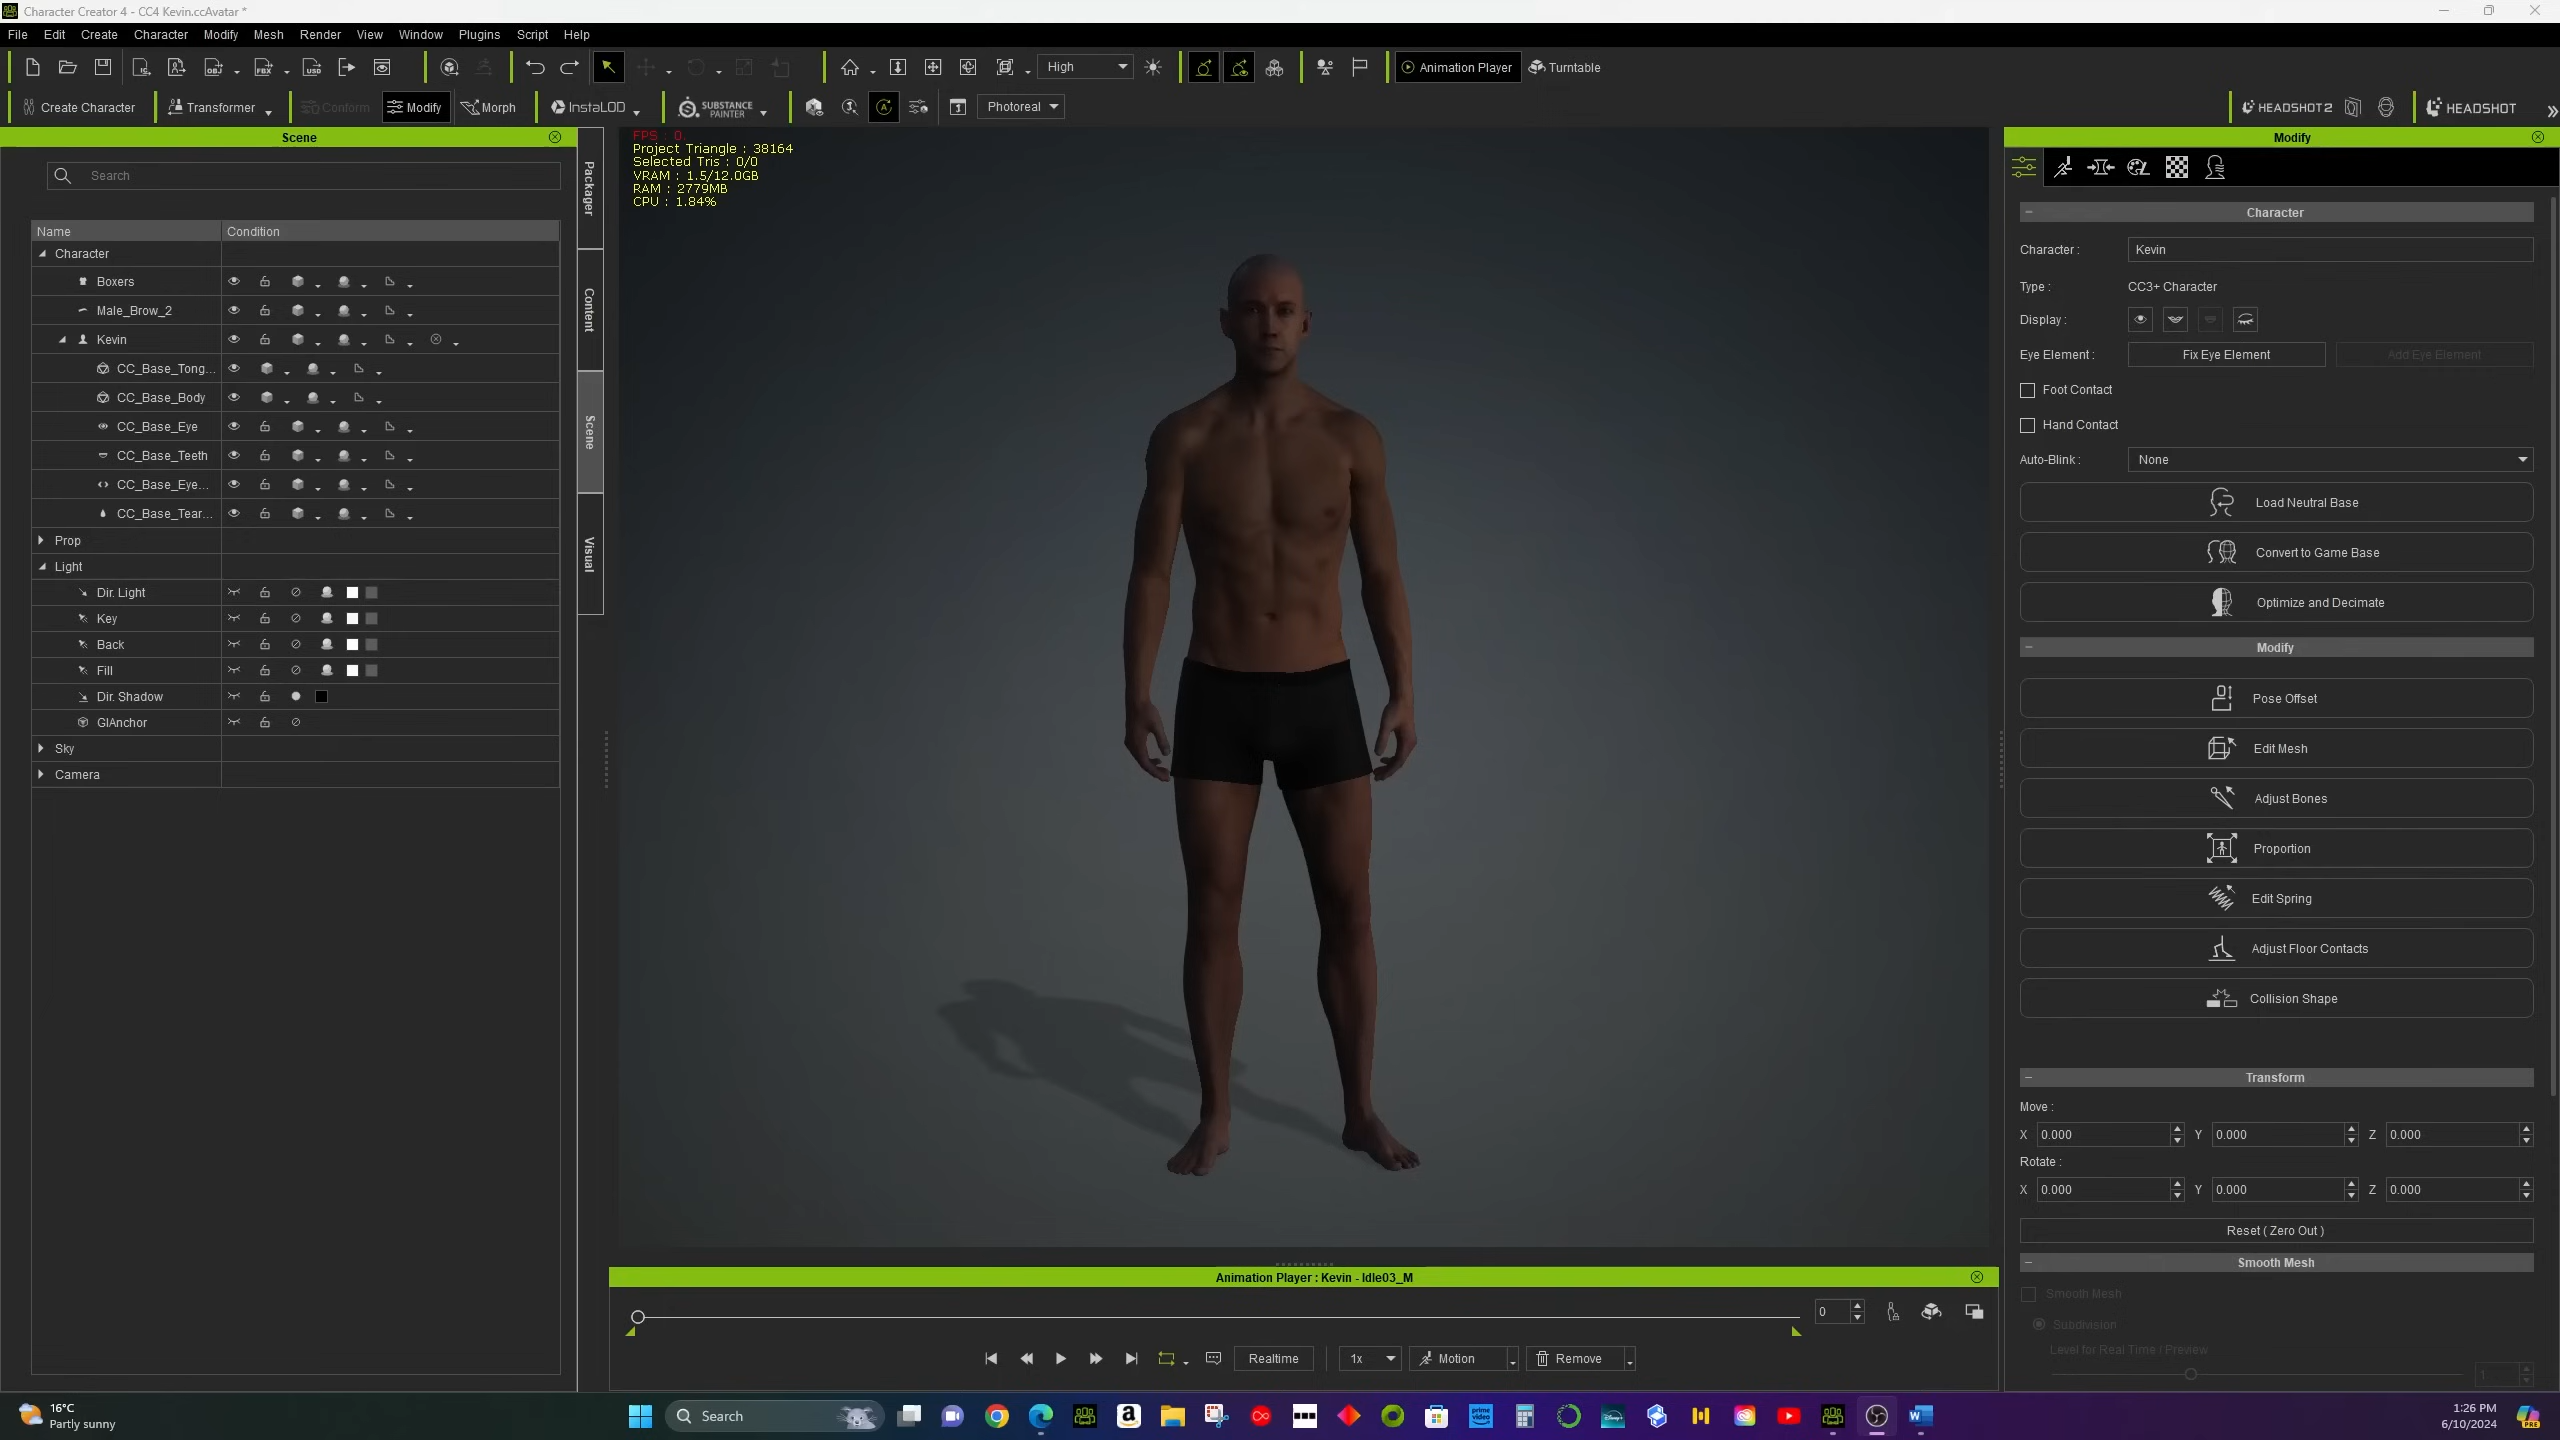 Character Creator 4 - CC4 Kevin.ccAvatar *
File Edit Create Character Modify Mesh Render View Window Plugins Script Help
High
Animation Player
Turntable
Create Character
Transformer
Conform
Modify
Morph
InstaLOD
SUBSTANCE PAINTER
Photoreal
HEADSHOT 2
HEADSHOT
Scene
Search
Name Condition
Character
Boxers
Male_Brow_2
Kevin
CC_Base_Tong...
CC_Base_Body
CC_Base_Eye
CC_Base_Teeth
CC_Base_Eye...
CC_Base_Tear...
Prop
Light
Dir. Light
Key
Back
Fill
Dir. Shadow
GIAnchor
Sky
Camera
Packager
Content
Scene
Visual
FPS : 0.
Project Triangle : 38164
Selected Tris : 0/0
VRAM : 1.5/12.0GB
RAM : 2779MB
CPU : 1.84%
Modify
Character
Character : Kevin
Type : CC3+ Character
Display :
Eye Element : Fix Eye Element Add Eye Element
Foot Contact
Hand Contact
Auto-Blink : None
Load Neutral Base
Convert to Game Base
Optimize and Decimate
Modify
Pose Offset
Edit Mesh
Adjust Bones
Proportion
Edit Spring
Adjust Floor Contacts
Collision Shape
Transform
Move :
X 0.000 Y 0.000 Z 0.000
Rotate :
X 0.000 Y 0.000 Z 0.000
Reset ( Zero Out )
Smooth Mesh
Smooth Mesh
Subdivision
Level for Real Time / Preview
1
Animation Player : Kevin - Idle03_M
0
Realtime
1x
Motion
Remove
16°C
Partly sunny
Search
1:26 PM
6/10/2024